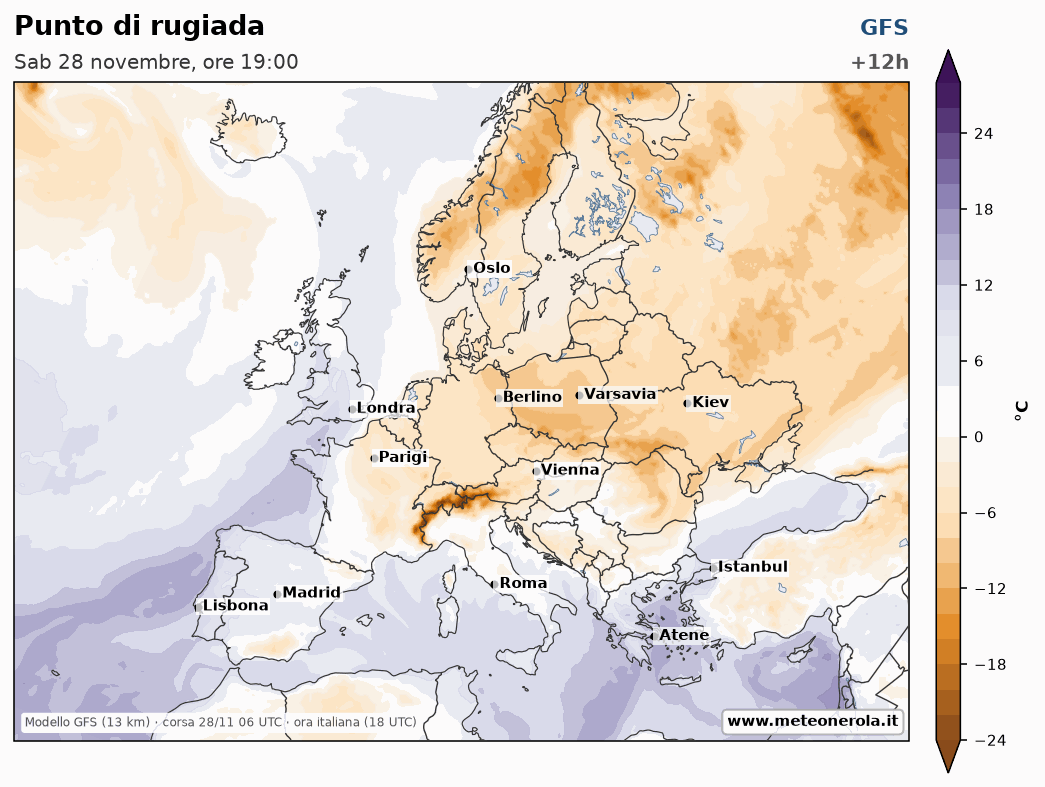 Punto di rugiada
GFS
Sab 28 novembre, ore 19:00
+12h
24
18
12
6
0
−6
−12
−18
−24
°C
Oslo
Londra
Berlino
Varsavia
Kiev
Parigi
Vienna
Istanbul
Roma
Madrid
Lisbona
Atene
Modello GFS (13 km) · corsa 28/11 06 UTC · ora italiana (18 UTC)
www.meteonerola.it